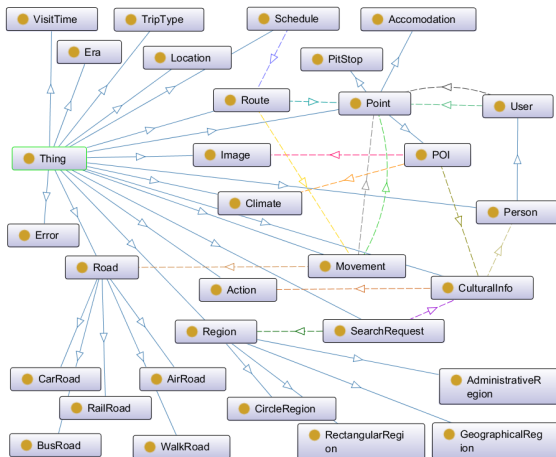 VisitTime
TripType
Schedule
Accomodation
Era
Location
PitStop
Route
Point
User
Thing
Image
POI
Climate
Person
Error
Road
Movement
Action
CulturalInfo
Region
SearchRequest
CarRoad
AirRoad
AdministrativeR
egion
RailRoad
CircleRegion
BusRoad
WalkRoad
RectangularRegi
on
GeographicalReg
ion